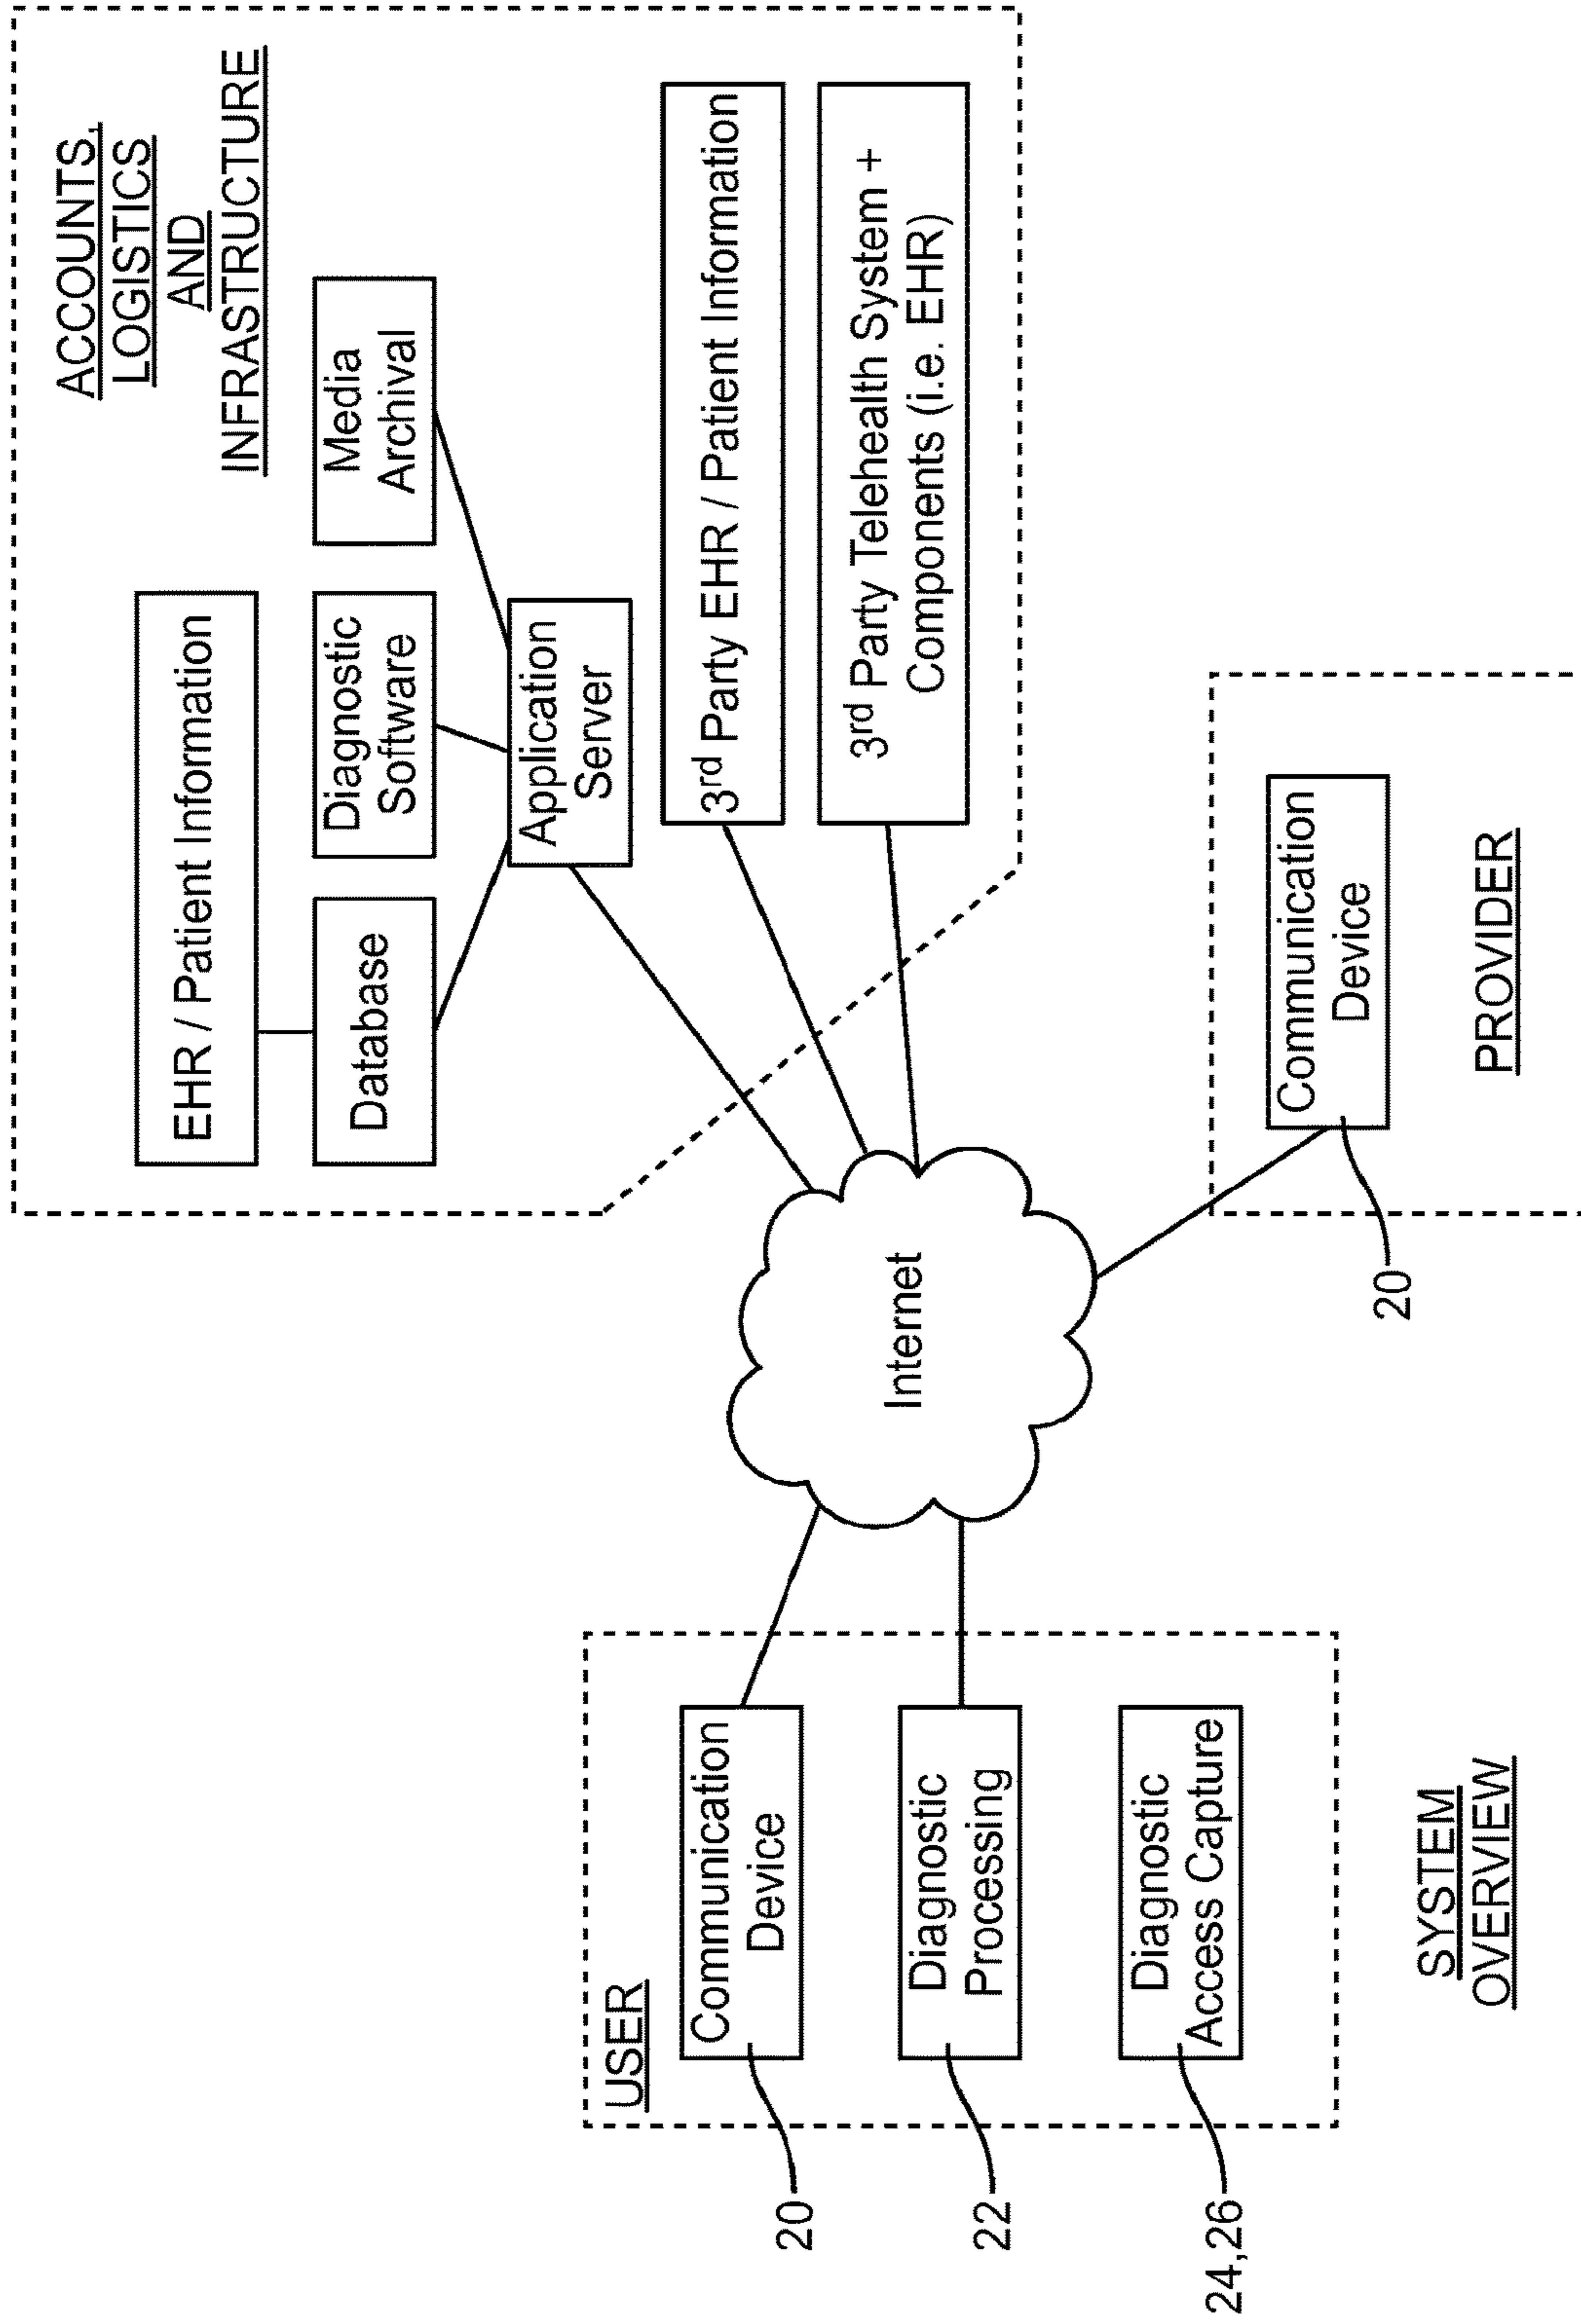 ACCOUNTS,
LOGISTICS
AND
INFRASTRUCTURE
EHR / Patient Information
Database
Diagnostic
Software
Media
Archival
Application
Server
3rd Party EHR / Patient Information
3rd Party Telehealth System +
Components (i.e. EHR)
Internet
USER
Communication
Device
20
Diagnostic
Processing
22
Diagnostic
Access Capture
24,26
Communication
Device
20
PROVIDER
SYSTEM
OVERVIEW